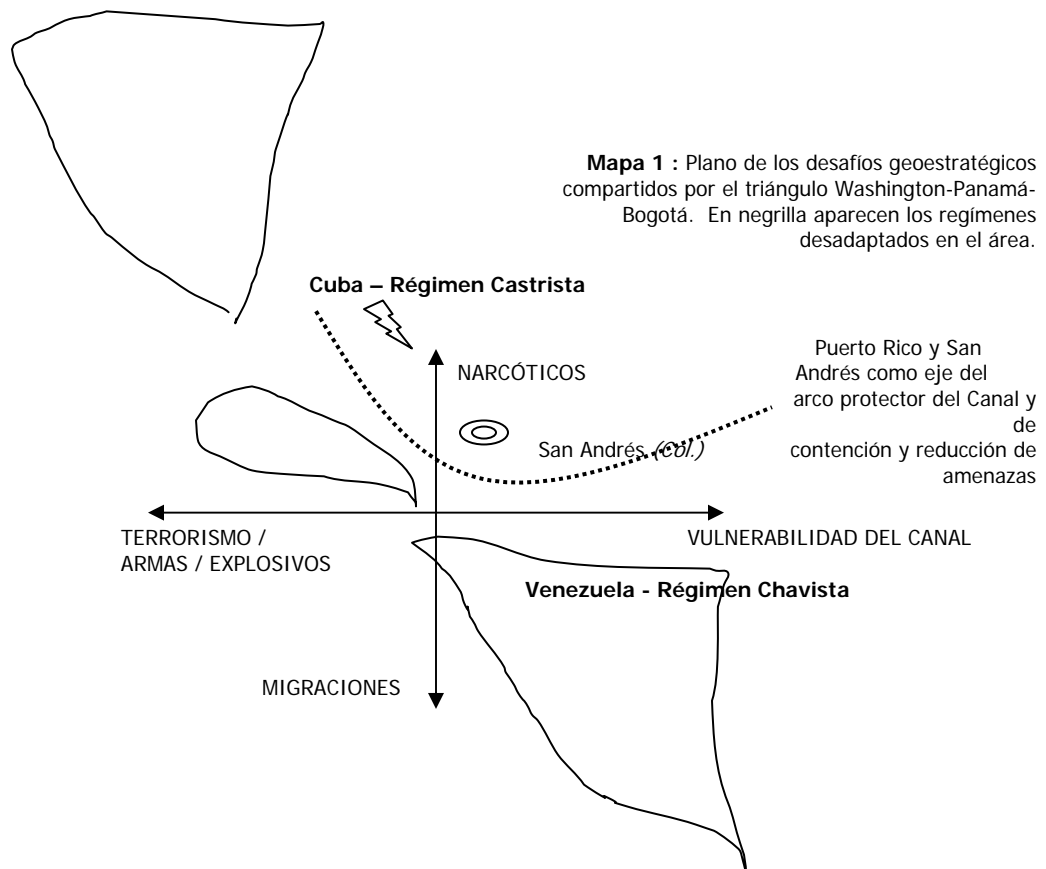 Mapa 1 : Plano de los desafíos geoestratégicos
compartidos por el triángulo Washington-Panamá-
Bogotá. En negrilla aparecen los regímenes
desadaptados en el área.
Cuba – Régimen Castrista
NARCÓTICOS
Puerto Rico y San
Andrés como eje del
arco protector del Canal y
de
contención y reducción de
amenazas
San Andrés (Col.)
TERRORISMO /
ARMAS / EXPLOSIVOS
VULNERABILIDAD DEL CANAL
Venezuela - Régimen Chavista
MIGRACIONES